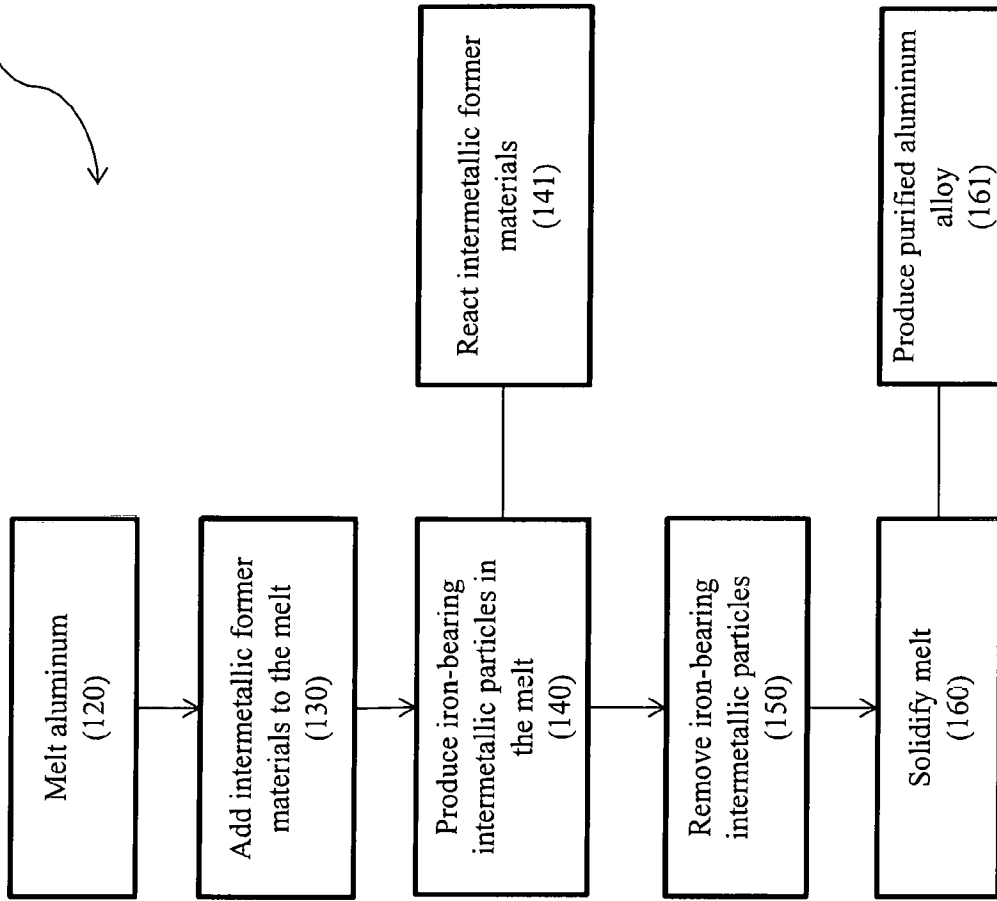 Melt aluminum
(120)
Add intermetallic former
materials to the melt
(130)
Produce iron-bearing
intermetallic particles in
the melt
(140)
React intermetallic former
materials
(141)
Remove iron-bearing
intermetallic particles
(150)
Solidify melt
(160)
Produce purified aluminum
alloy
(161)